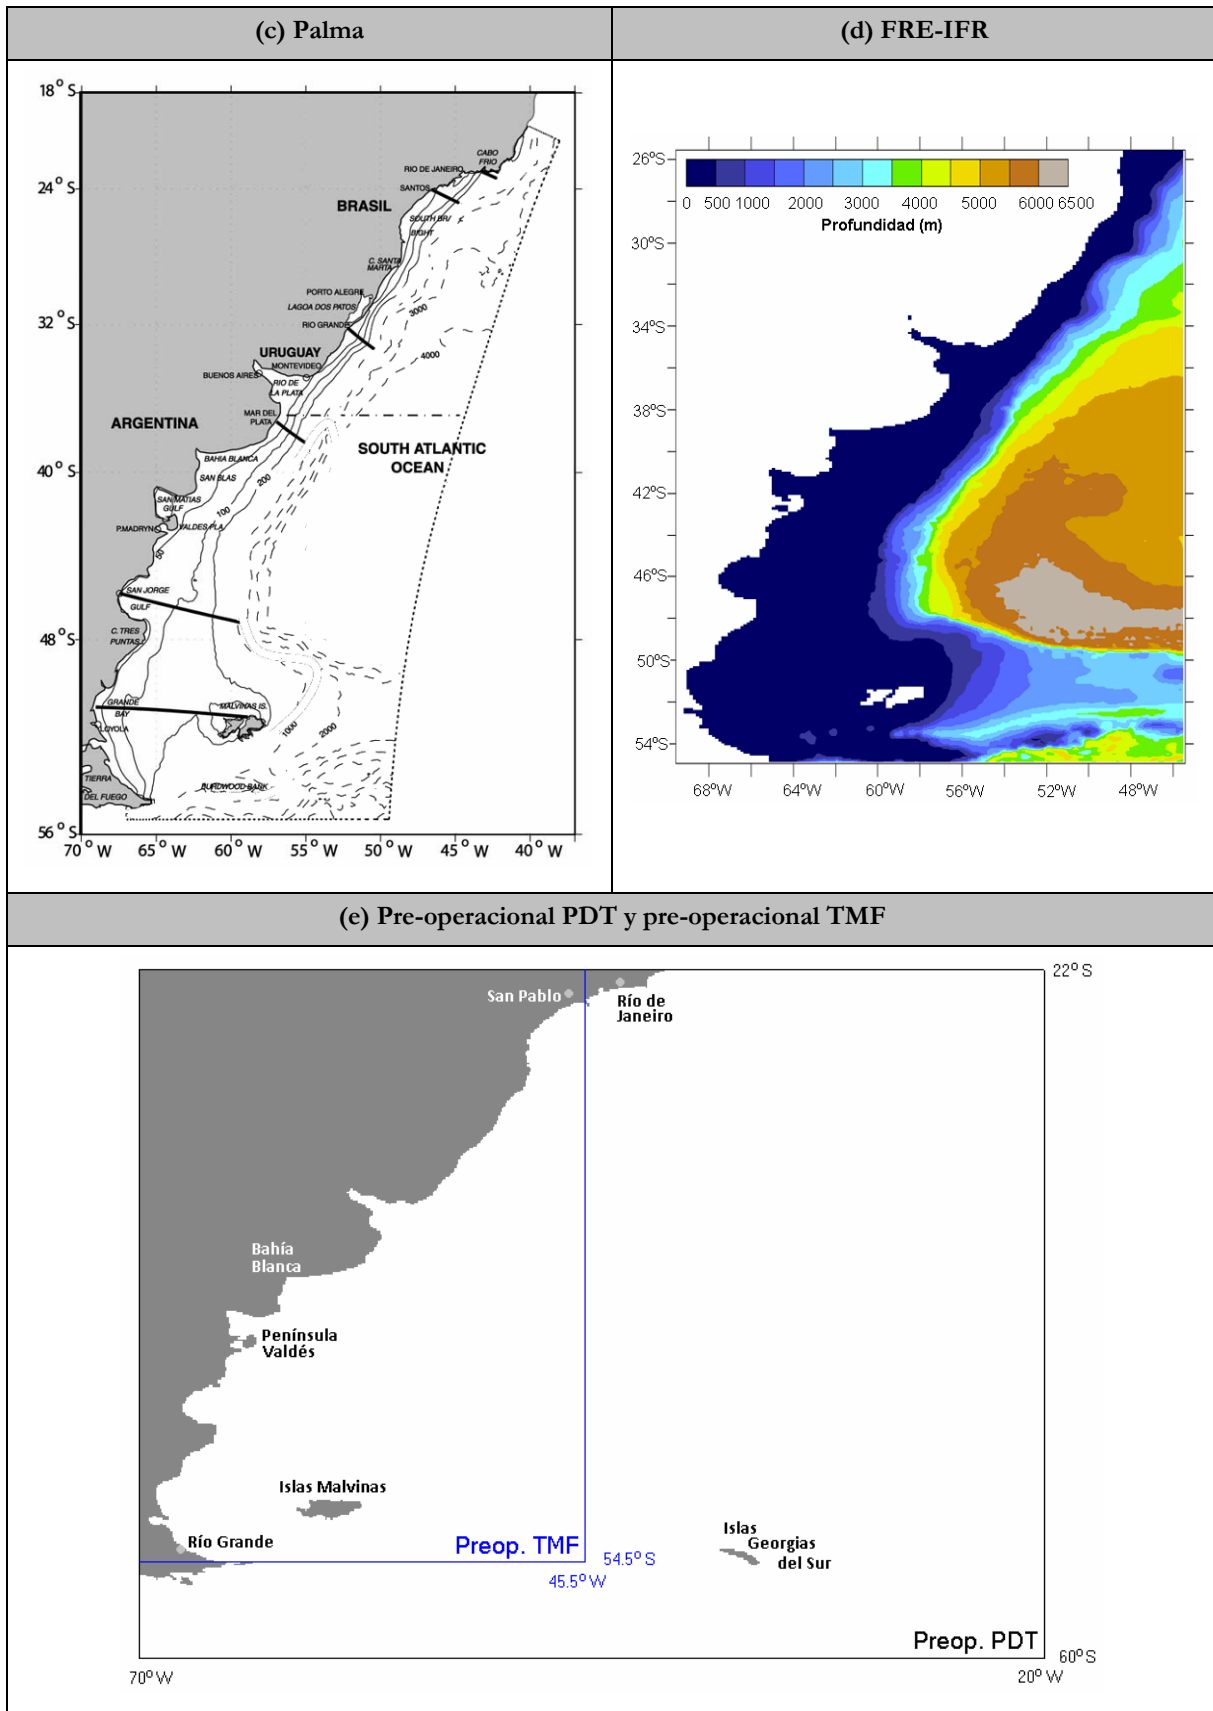 (c) Palma
(d) FRE-IFR
18° S
24° S
32° S
40° S
48° S
56° S
70° W
65° W
60° W
55° W
50° W
45° W
40° W
CABO
FRIO
RIO DE JANEIRO
SANTOS
BRASIL
SOUTH BR/
BIGHT
C. SANTA
MARTA
PORTO ALEGRE
LAGOA DOS PATOS
RIO GRANDE
3000
4000
URUGUAY
MONTEVIDEO
BUENOS AIRES
RIO DE
LA PLATA
MAR DEL
PLATA
ARGENTINA
SOUTH ATLANTIC
OCEAN
BAHIA BLANCA
SAN BLAS
200
100
50
SAN MATIAS
GULF
P.MADRYN
VALDES PLA.
SAN JORGE
GULF
C. TRES
PUNTAS
GRANDE
BAY
LOYOLA
MALVINAS IS.
1000
2000
TIERRA
DEL FUEGO
BURDWOOD BANK
26°S
30°S
34°S
38°S
42°S
46°S
50°S
54°S
0 500 1000 2000 3000 4000 5000 6000 6500
Profundidad (m)
68°W 64°W 60°W 56°W 52°W 48°W
(e) Pre-operacional PDT y pre-operacional TMF
22° S
San Pablo
Río de
Janeiro
Bahía
Blanca
Península
Valdés
Islas Malvinas
Río Grande
Preop. TMF
54.5° S
45.5° W
Islas
Georgias
del Sur
Preop. PDT
60° S
70° W
20° W